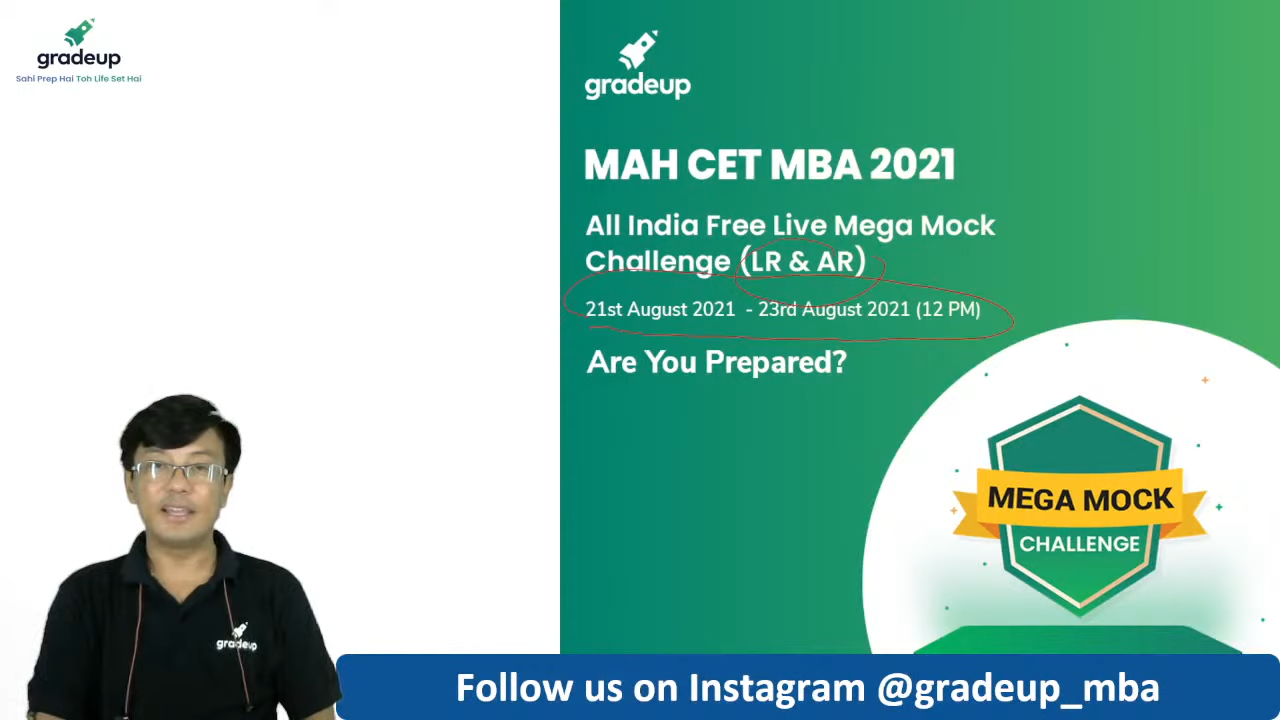 gradeup
Sahi Prep Hai Toh Life Set Hai
gradeup
MAH CET MBA 2021
All India Free Live Mega Mock
Challenge (LR & AR)
21st August 2021 - 23rd August 2021 (12 PM)
Are You Prepared?
MEGA MOCK
CHALLENGE
gradeup
Follow us on Instagram @gradeup_mba